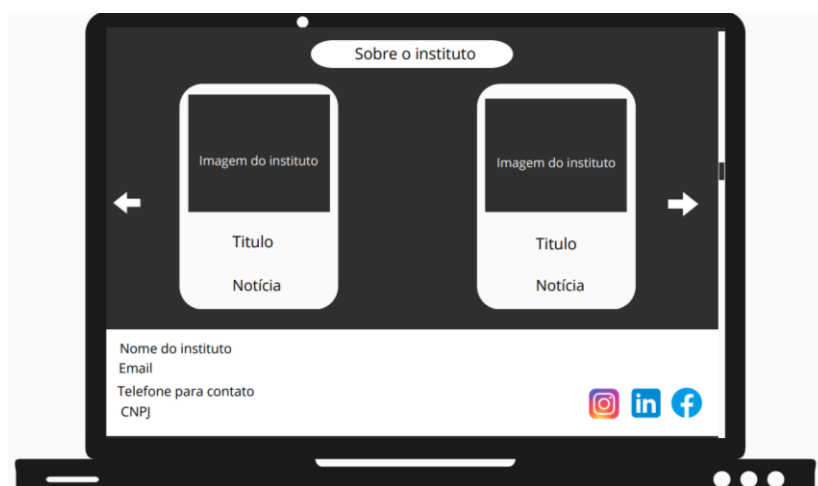 Sobre o instituto
Imagem do instituto
Titulo
Notícia
Imagem do instituto
Titulo
Notícia
Nome do instituto
Email
Telefone para contato
CNPJ
in
f